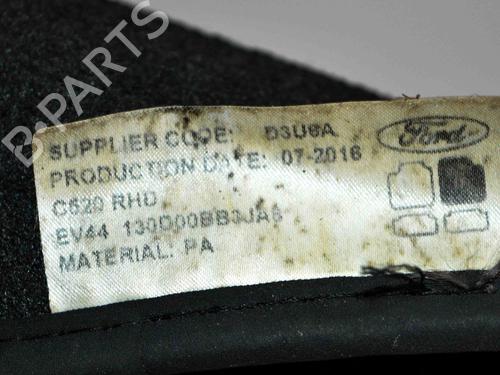 B-PARTS
SUPPLIER CODE: D3U6A
PRODUCTION DATE: 07-2016
Ford
C520 RHD
EV44 130D00BB3JA6
MATERIAL: PA